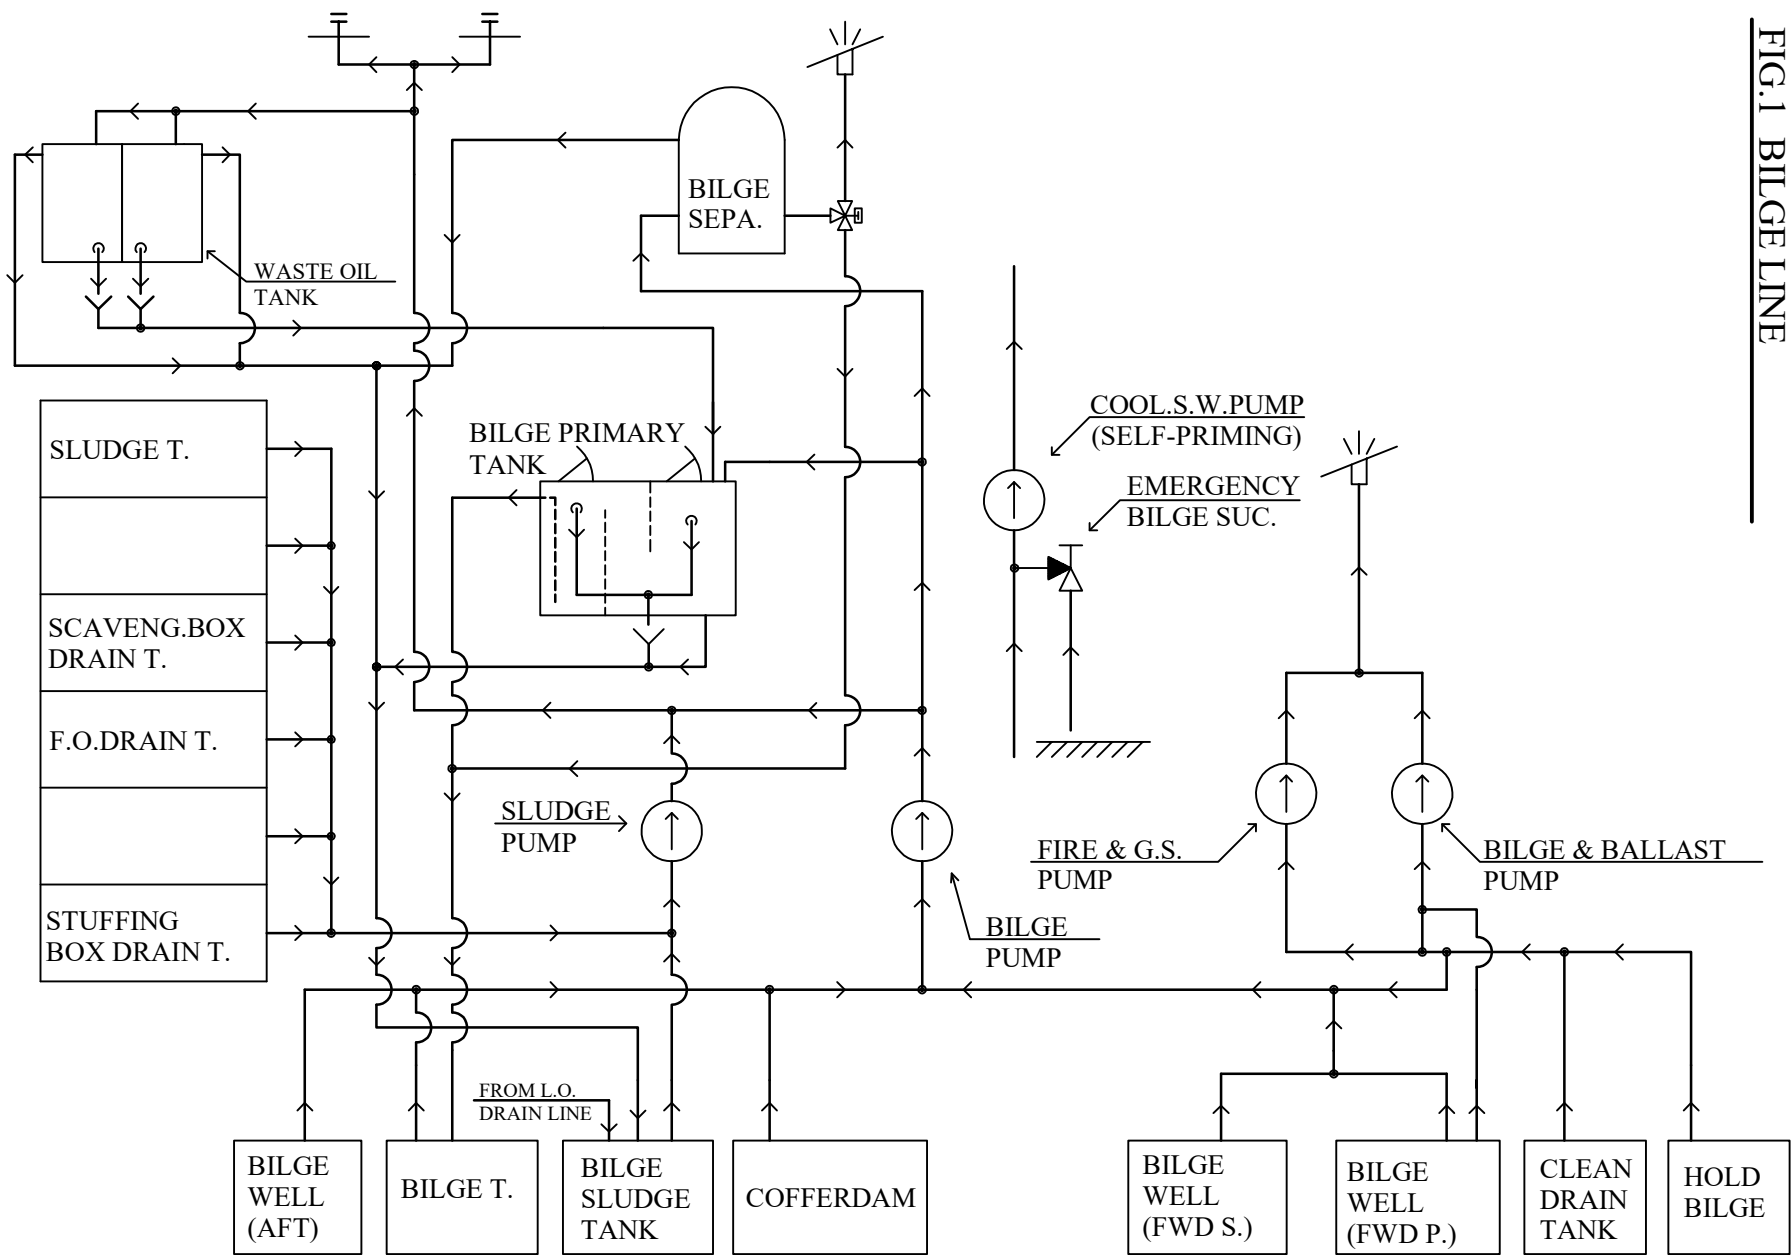 FIG.1 BILGE LINE
BILGE
SEPA.
WASTE OIL
TANK
COOL.S.W.PUMP
(SELF-PRIMING)
BILGE PRIMARY
TANK
EMERGENCY
BILGE SUC.
SLUDGE T.
SCAVENG.BOX
DRAIN T.
F.O.DRAIN T.
STUFFING
BOX DRAIN T.
SLUDGE
PUMP
FIRE & G.S.
PUMP
BILGE & BALLAST
PUMP
BILGE
PUMP
FROM L.O.
DRAIN LINE
BILGE
WELL
(AFT)
BILGE T.
BILGE
SLUDGE
TANK
COFFERDAM
BILGE
WELL
(FWD S.)
BILGE
WELL
(FWD P.)
CLEAN
DRAIN
TANK
HOLD
BILGE